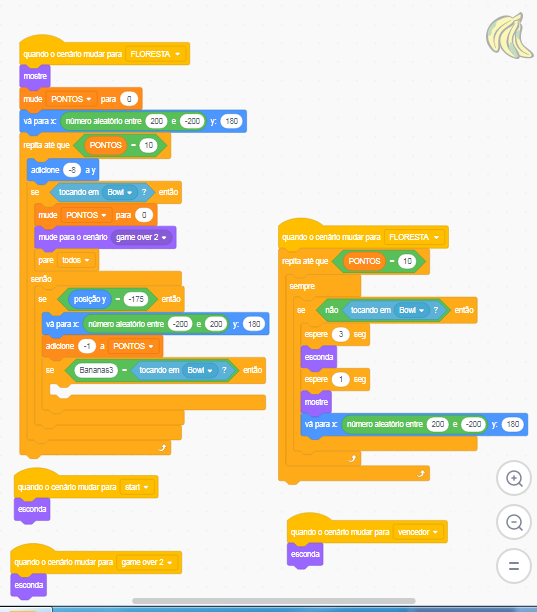 quando o cenário mudar para FLORESTA
mostre
mude PONTOS para 0
vá para x: número aleatório entre 200 e -200 y: 180
repita até que PONTOS = 10
adicione -8 a y
se tocando em Bowl ? então
mude PONTOS para 0
mude para o cenário game over 2
pare todos
senão
se posição y = -175 então
vá para x: número aleatório entre -200 e 200 y: 180
adicione -1 a PONTOS
se Bananas3 = tocando em Bowl ? então
quando o cenário mudar para start
esconda
quando o cenário mudar para game over 2
esconda
quando o cenário mudar para FLORESTA
repita até que PONTOS = 10
sempre
se não tocando em Bowl ? então
espere 3 seg
esconda
espere 1 seg
mostre
vá para x: número aleatório entre 200 e -200 y: 180
quando o cenário mudar para vencedor
esconda